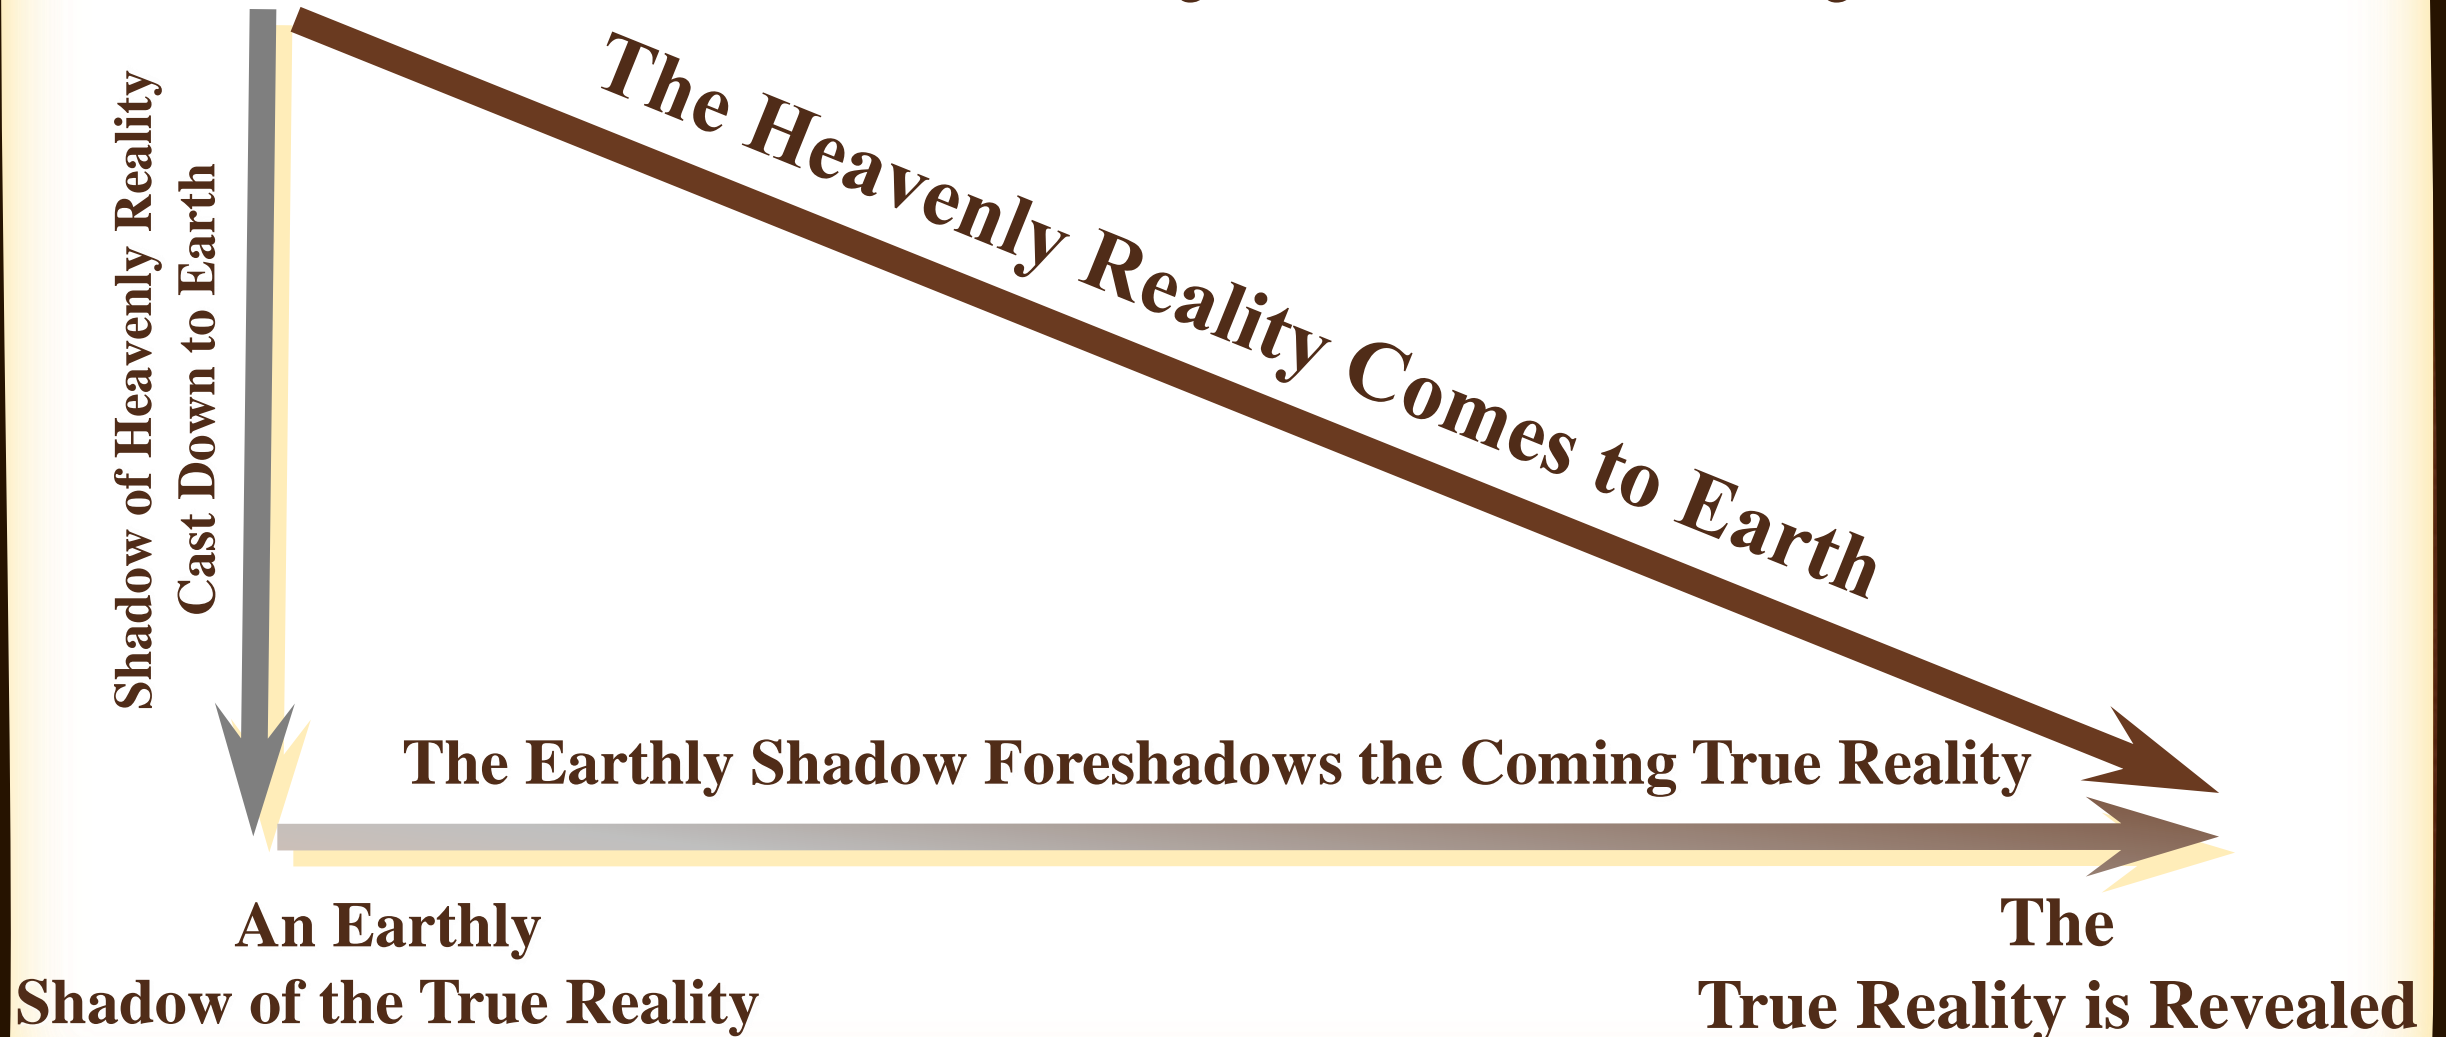 Shadow of Heavenly Reality
Cast Down to Earth
The Heavenly Reality Comes to Earth
The Earthly Shadow Foreshadows the Coming True Reality
An Earthly
Shadow of the True Reality
The
True Reality is Revealed